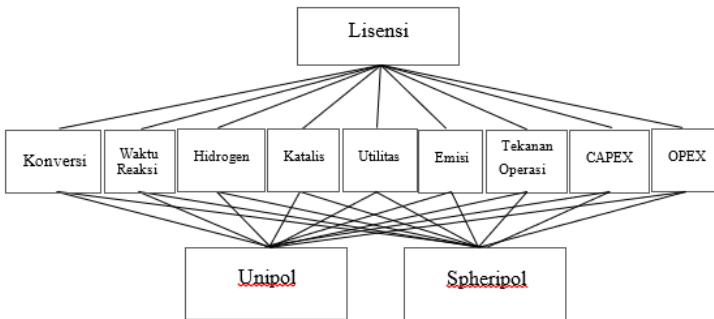 Lisensi
Konversi
Waktu
Reaksi
Hidrogen
Katalis
Utilitas
Emisi
Tekanan
Operasi
CAPEX
OPEX
Unipol
Spheripol